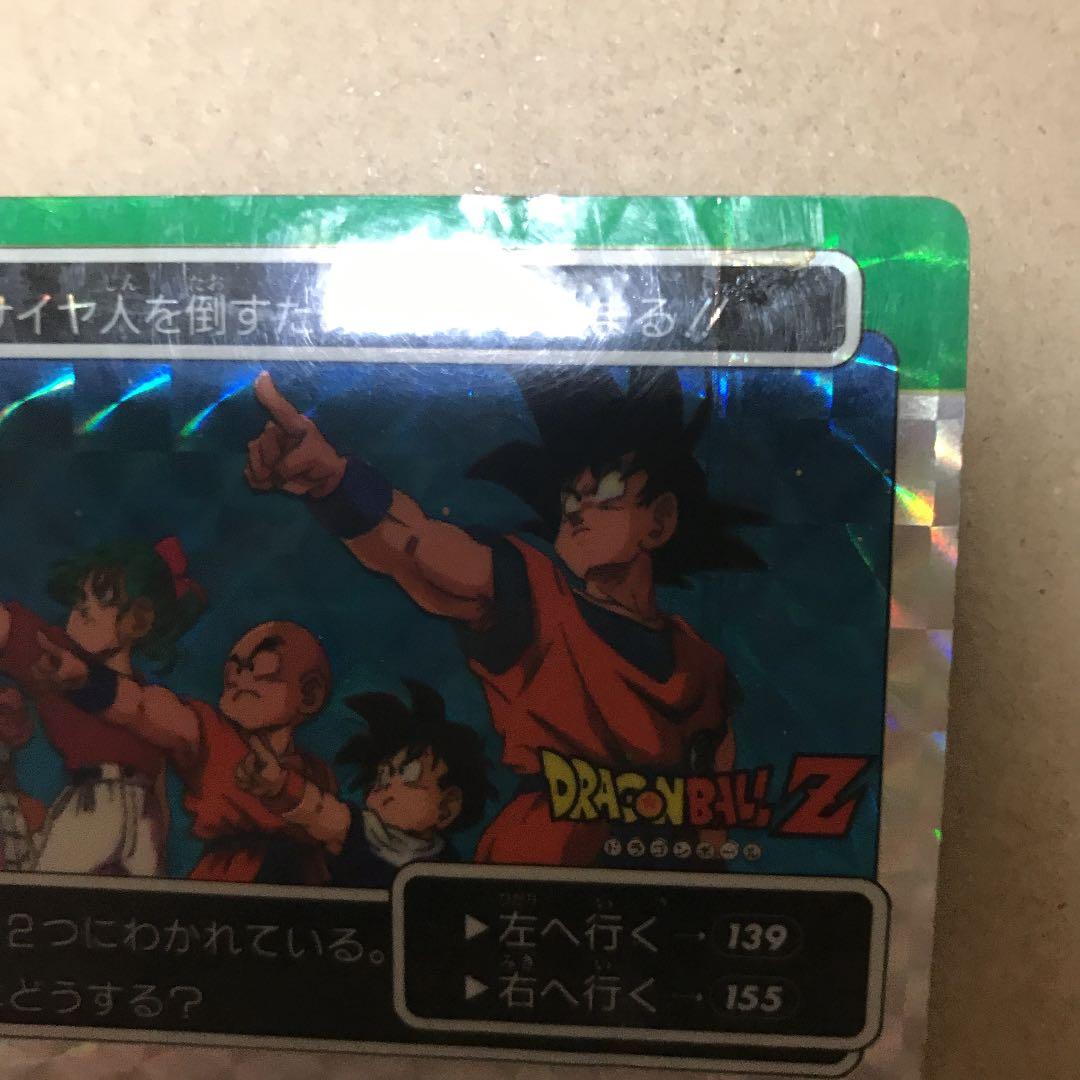 サイヤ人を倒すた まる!!
DRAGON BALL Z
ドラゴンボール
2つにわかれている。
どうする?
▶左へ行く→139
▶右へ行く→155